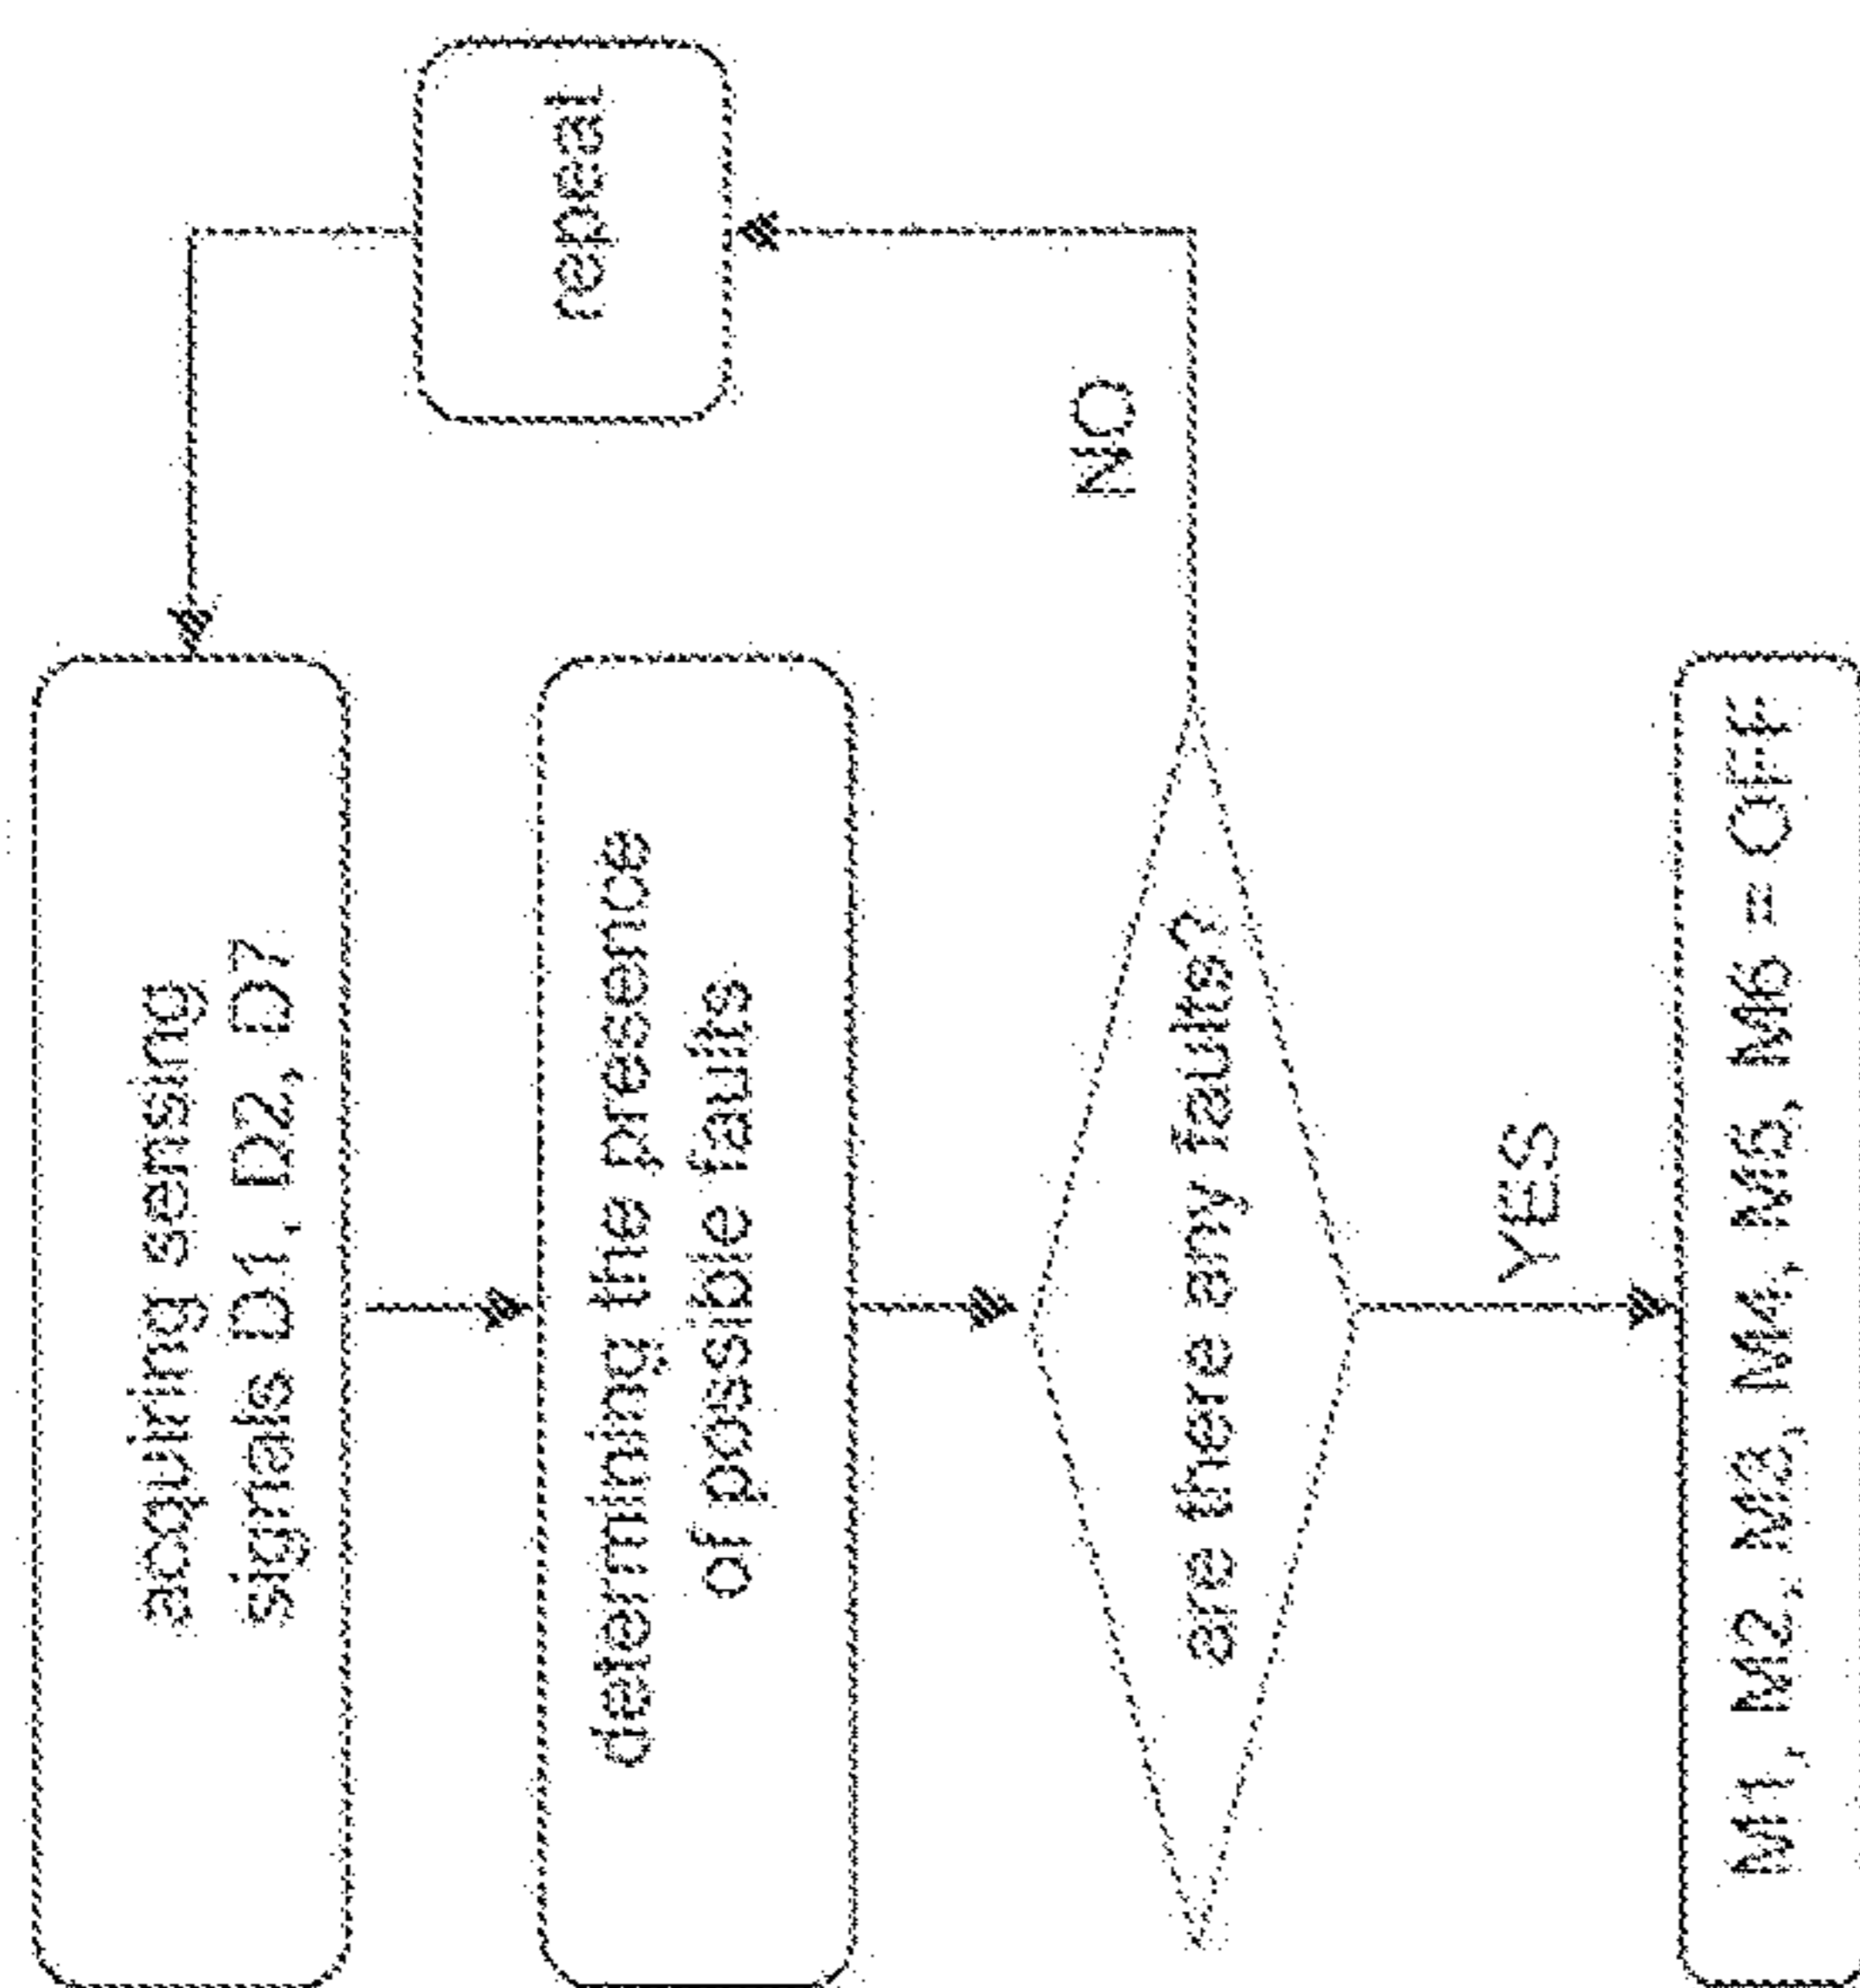 acquiring sensing
signals D1, D2, D7
determining the presence
of possible faults
are there any faults?
NO
repeat
YES
M1, M2, M3, M4, M5, M6 = OFF